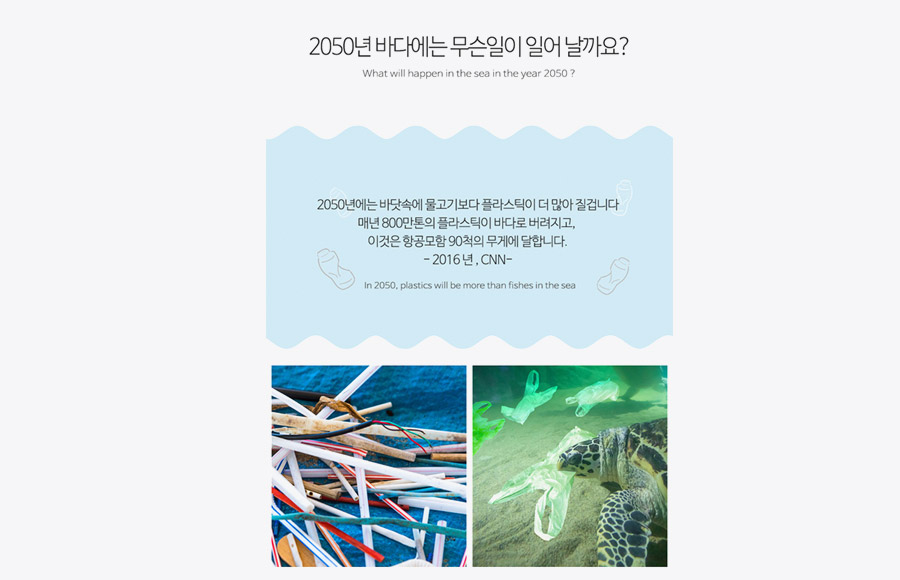 2050년 바다에는 무슨일이 일어 날까요?
What will happen in the sea in the year 2050 ?
2050년에는 바닷속에 물고기보다 플라스틱이 더 많아 질겁니다
매년 800만톤의 플라스틱이 바다로 버려지고,
이것은 항공모함 90척의 무게에 달합니다.
- 2016 년 , CNN-
In 2050, plastics will be more than fishes in the sea